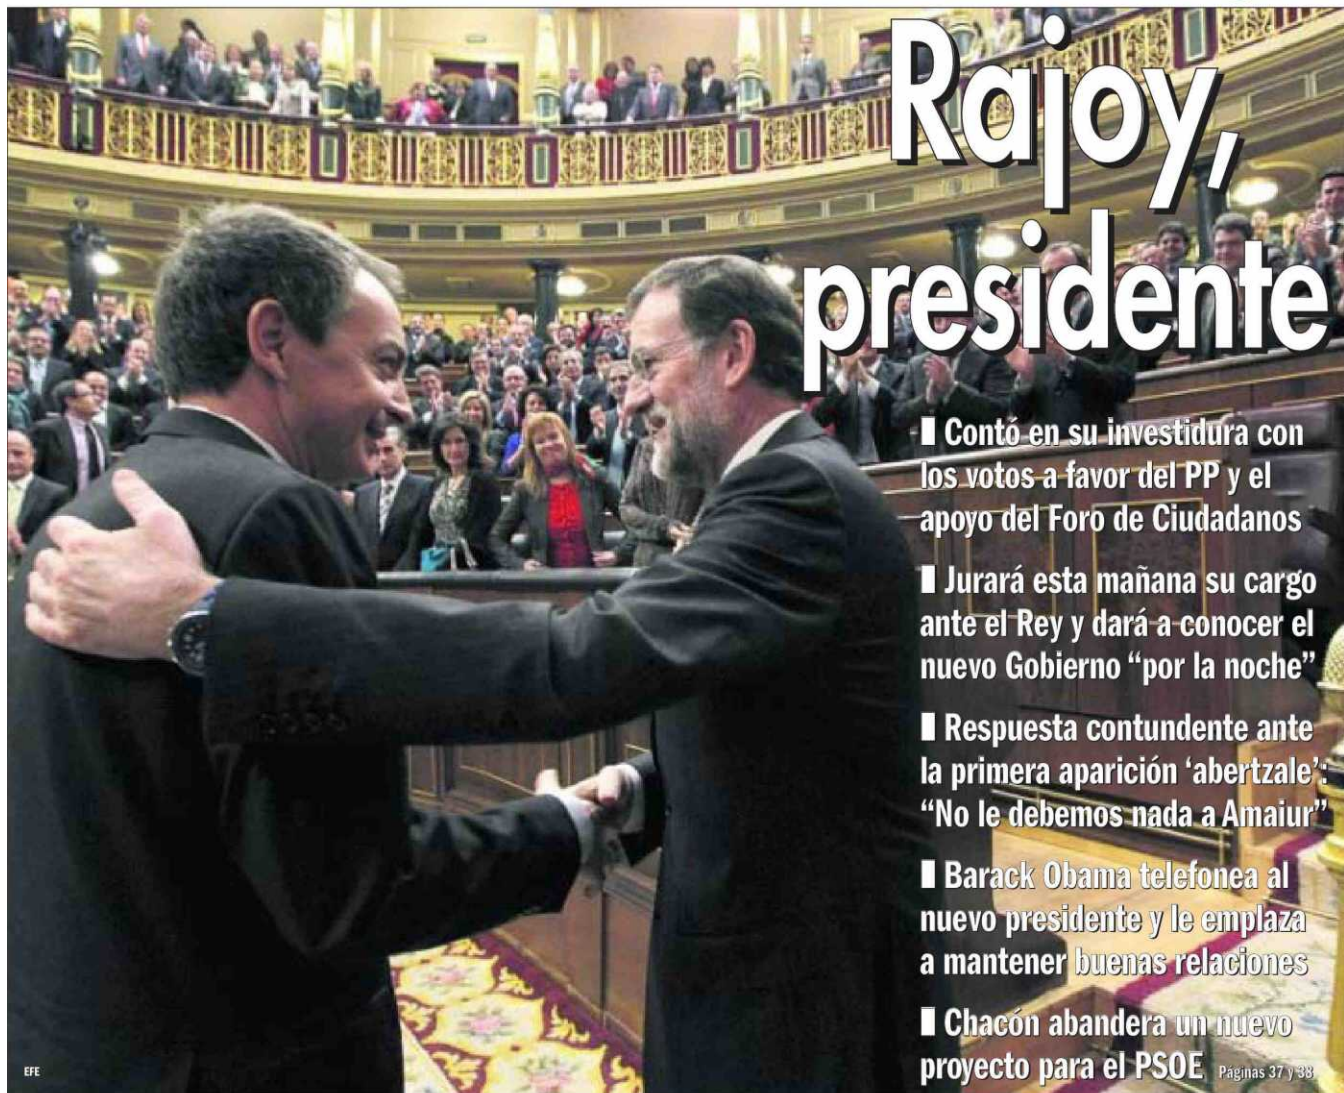 Rajoy,
presidente
Contó en su investidura con
los votos a favor del PP y el
apoyo del Foro de Ciudadanos
Jurará esta mañana su cargo
ante el Rey y dará a conocer el
nuevo Gobierno “por la noche”
Respuesta contundente ante
la primera aparición ‘abertzale’:
“No le debemos nada a Amaiur”
Barack Obama telefonea al
nuevo presidente y le emplaza
a mantener buenas relaciones
Chacón abandera un nuevo
proyecto para el PSOE Páginas 37 y 38
EFE